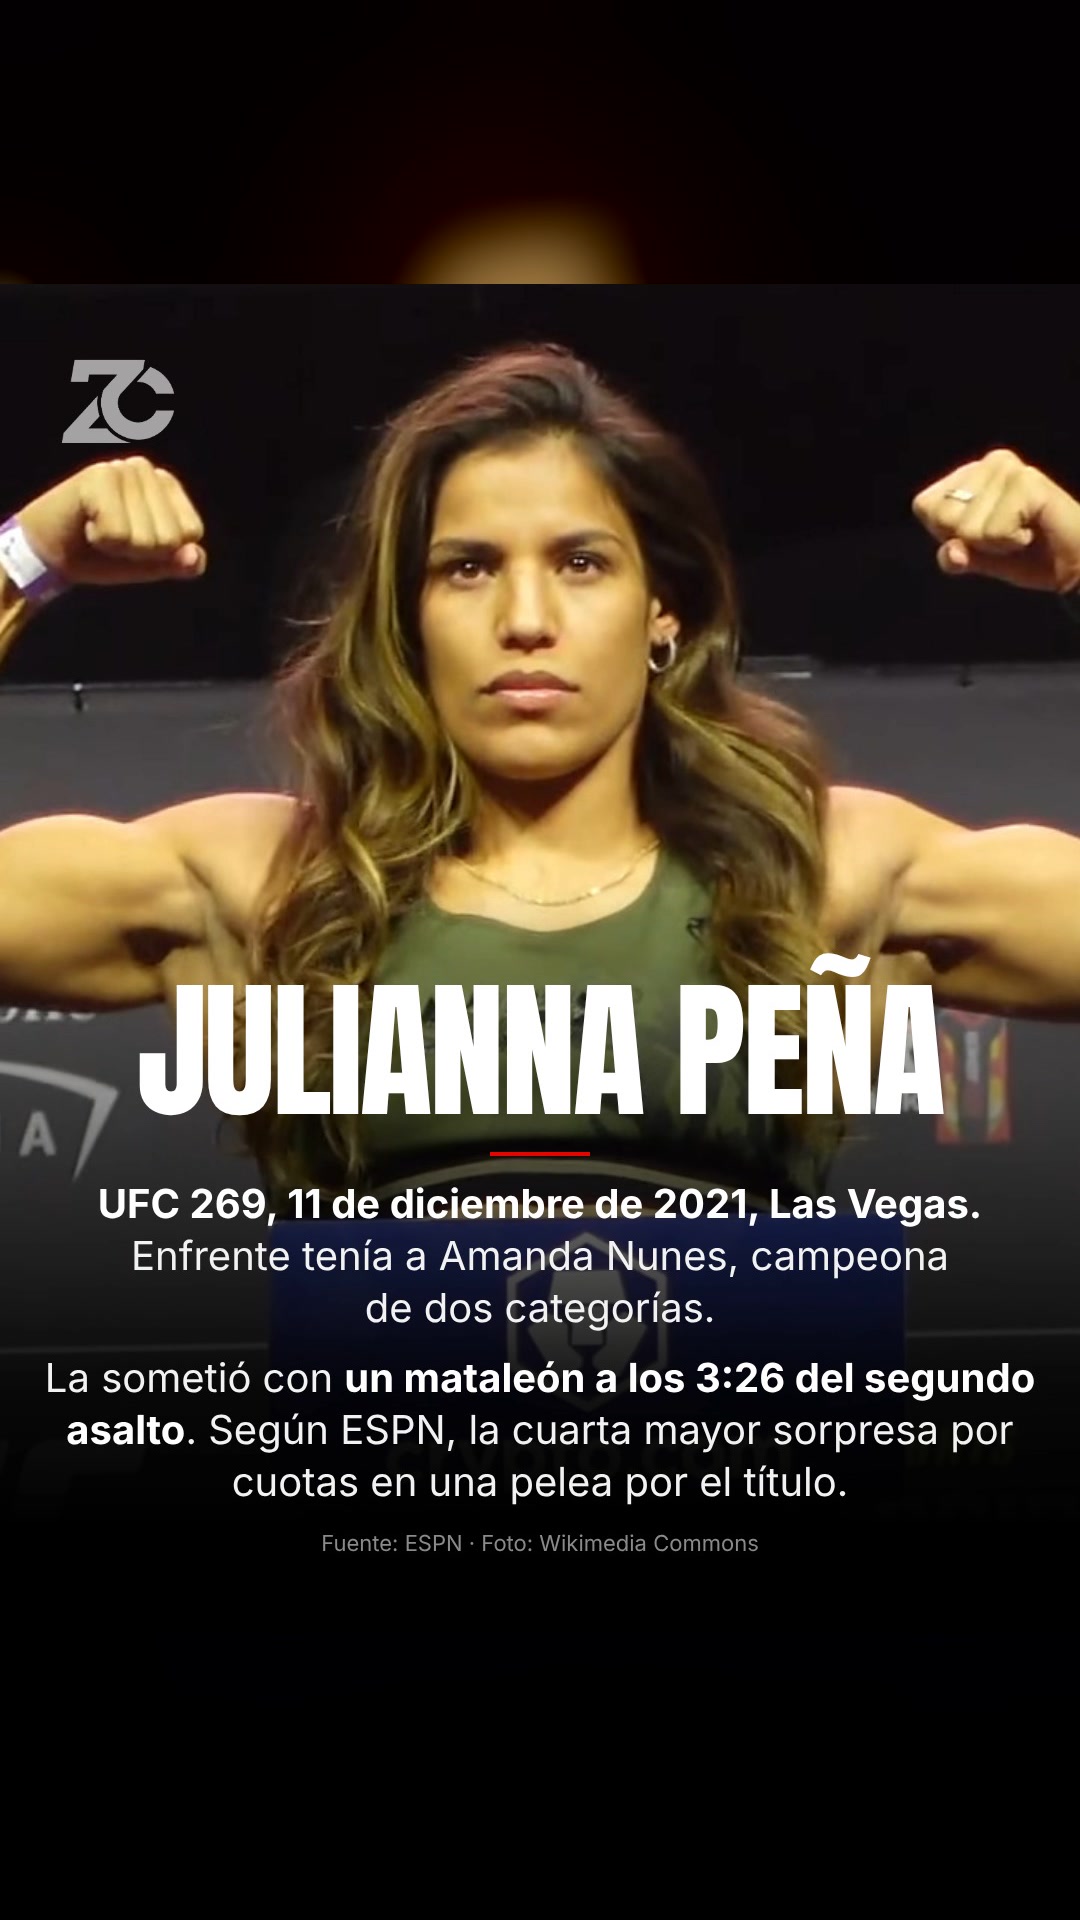 ZC
JULIANNA PEÑA
UFC 269, 11 de diciembre de 2021, Las Vegas.
Enfrente tenía a Amanda Nunes, campeona
de dos categorías.
La sometió con un mataleón a los 3:26 del segundo
asalto. Según ESPN, la cuarta mayor sorpresa por
cuotas en una pelea por el título.
Fuente: ESPN · Foto: Wikimedia Commons